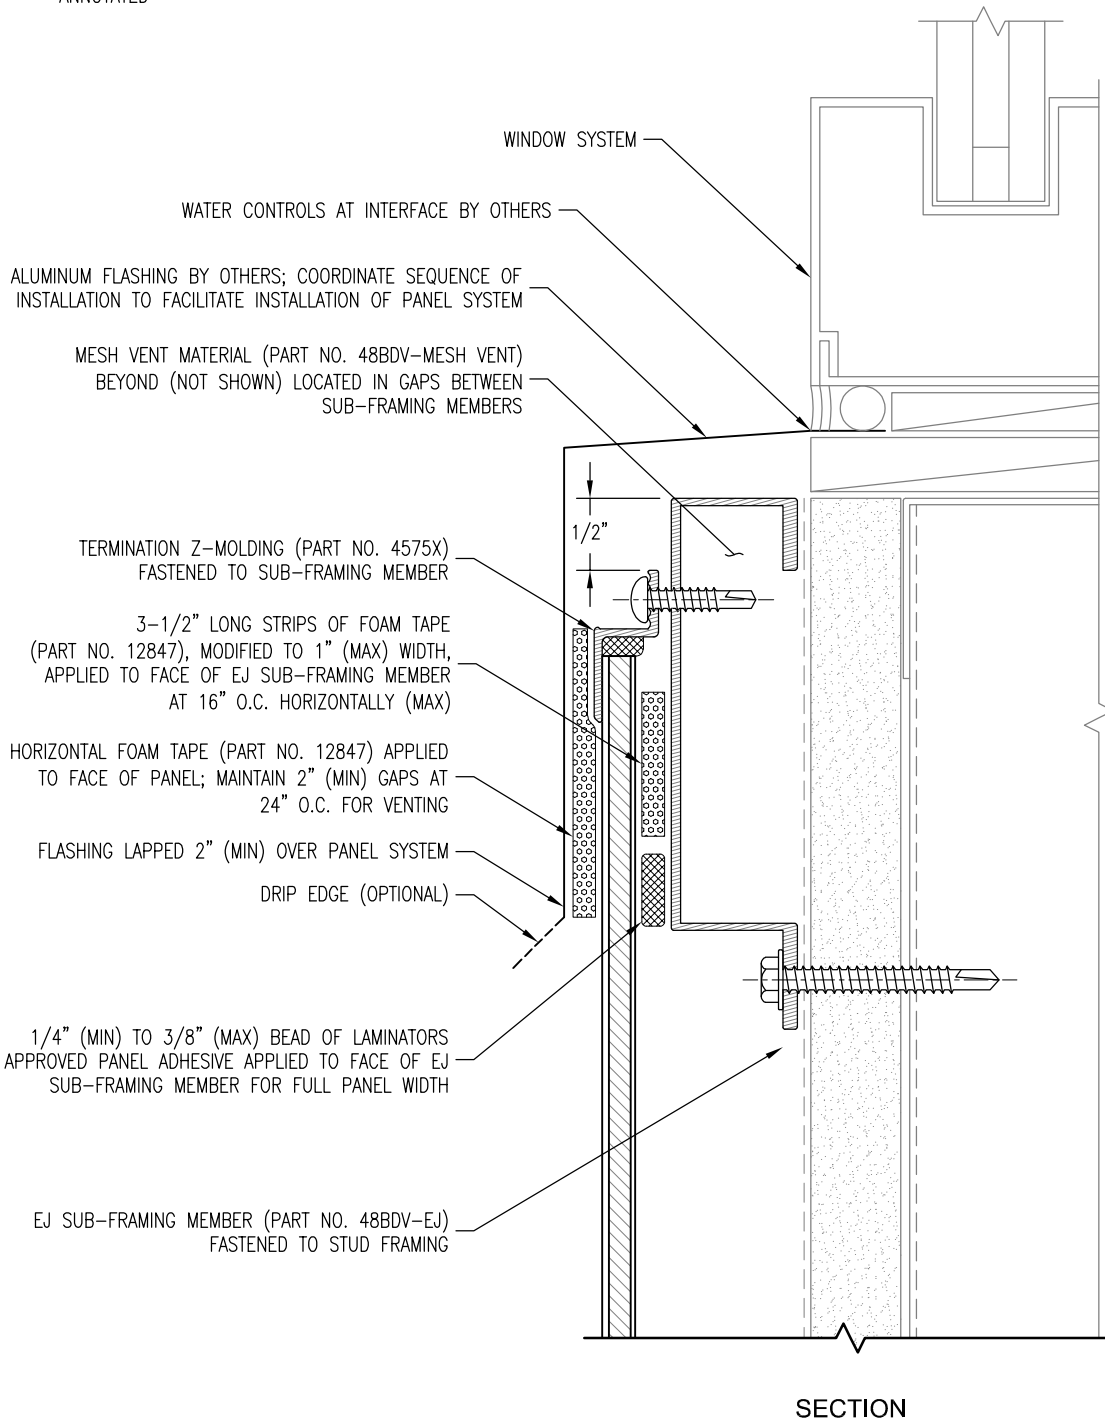 ANNOTATED
WINDOW SYSTEM
WATER CONTROLS AT INTERFACE BY OTHERS
ALUMINUM FLASHING BY OTHERS; COORDINATE SEQUENCE OF
INSTALLATION TO FACILITATE INSTALLATION OF PANEL SYSTEM
MESH VENT MATERIAL (PART NO. 48BDV-MESH VENT)
BEYOND (NOT SHOWN) LOCATED IN GAPS BETWEEN
SUB-FRAMING MEMBERS
1/2"
TERMINATION Z-MOLDING (PART NO. 4575X)
FASTENED TO SUB-FRAMING MEMBER
3-1/2" LONG STRIPS OF FOAM TAPE
(PART NO. 12847), MODIFIED TO 1" (MAX) WIDTH,
APPLIED TO FACE OF EJ SUB-FRAMING MEMBER
AT 16" O.C. HORIZONTALLY (MAX)
HORIZONTAL FOAM TAPE (PART NO. 12847) APPLIED
TO FACE OF PANEL; MAINTAIN 2" (MIN) GAPS AT
24" O.C. FOR VENTING
FLASHING LAPPED 2" (MIN) OVER PANEL SYSTEM
DRIP EDGE (OPTIONAL)
1/4" (MIN) TO 3/8" (MAX) BEAD OF LAMINATORS
APPROVED PANEL ADHESIVE APPLIED TO FACE OF EJ
SUB-FRAMING MEMBER FOR FULL PANEL WIDTH
EJ SUB-FRAMING MEMBER (PART NO. 48BDV-EJ)
FASTENED TO STUD FRAMING
SECTION